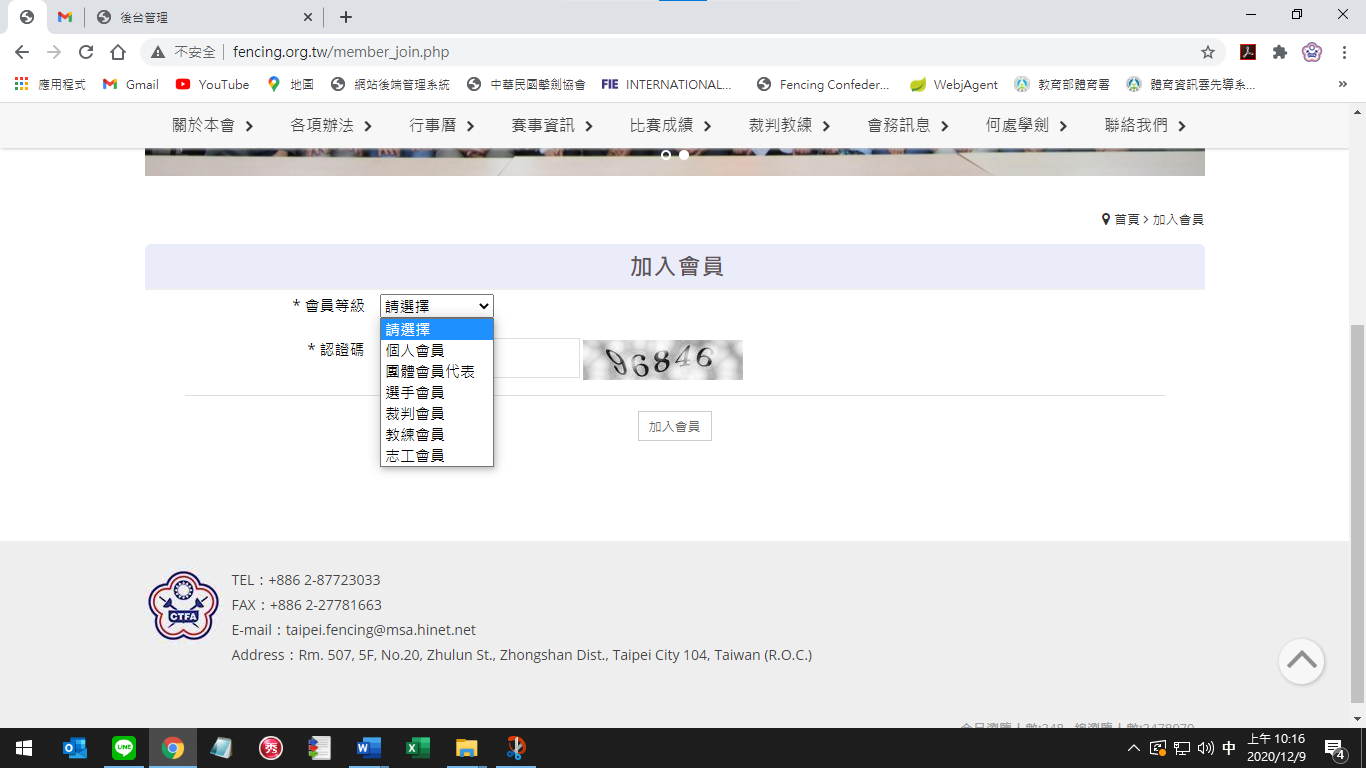 後台管理
不安全 fencing.org.tw/member_join.php
應用程式 Gmail YouTube 地圖 網站後端管理系統 中華民國擊劍協會 FIE INTERNATIONAL... Fencing Confeder... WebjAgent 教育部體育署 體育資訊雲先導系...
關於本會 各項辦法 行事曆 賽事資訊 比賽成績 裁判教練 會務訊息 何處學劍 聯絡我們
首頁 > 加入會員
加入會員
* 會員等級 請選擇
請選擇
個人會員
團體會員代表
選手會員
裁判會員
教練會員
志工會員
* 認證碼 96846
加入會員
CTFA
TEL：+886 2-87723033
FAX：+886 2-27781663
E-mail：taipei.fencing@msa.hinet.net
Address：Rm. 507, 5F, No.20, Zhulun St., Zhongshan Dist., Taipei City 104, Taiwan (R.O.C.)
中 上午 10:16
2020/12/9
4